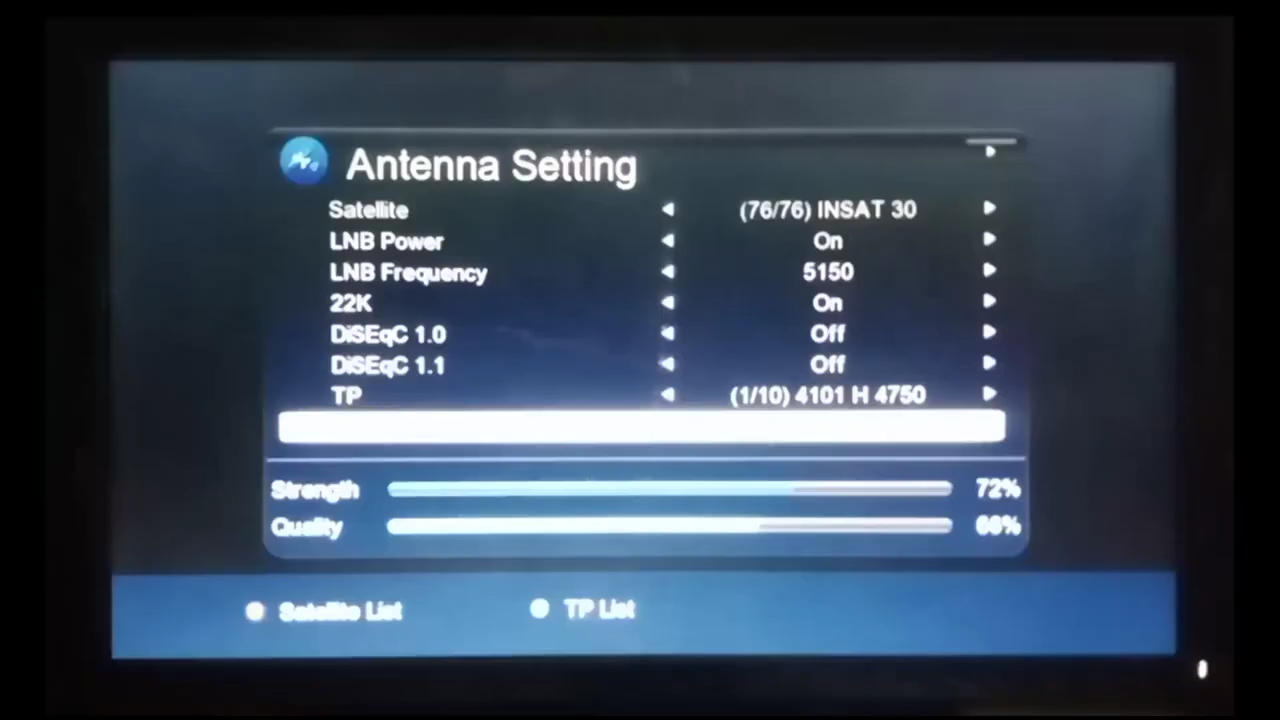 Antenna Setting
Satellite (76/76) INSAT 30
LNB Power On
LNB Frequency 5150
22K On
DiSEqC 1.0 Off
DiSEqC 1.1 Off
TP (1/10) 4101 H 4750
Strength 72%
Quality
Satellite List TP List